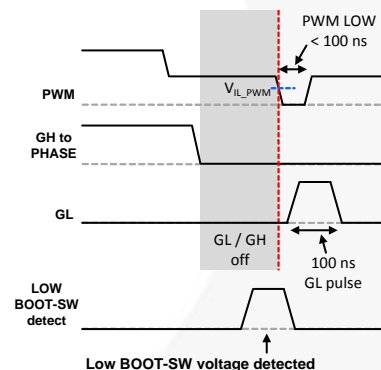 PWM LOW
< 100 ns
PWM
VIL_PWM
GH to
PHASE
GL
GL / GH
off
100 ns
GL pulse
LOW
BOOT-SW
detect
Low BOOT-SW voltage detected